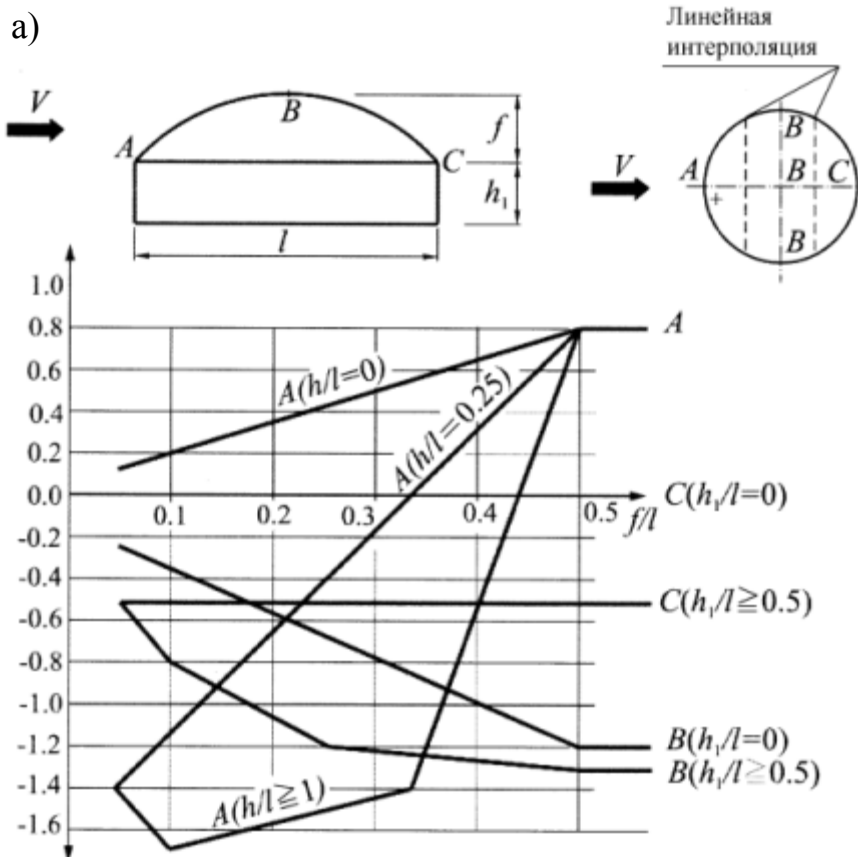 а)
Линейная
интерполяция
V
B
f
A
C
h₁
l
V
A
B
B
C
+
B
1.0
0.8
A
A(h/l=0)
0.6
A(h/l=0.25)
0.4
0.2
0.0
0.1
0.2
0.3
0.4
0.5
f/l
C(h₁/l=0)
-0.2
-0.4
-0.6
C(h₁/l≧0.5)
-0.8
-1.0
-1.2
B(h₁/l=0)
B(h₁/l≧0.5)
-1.4
A(h/l≧1)
-1.6